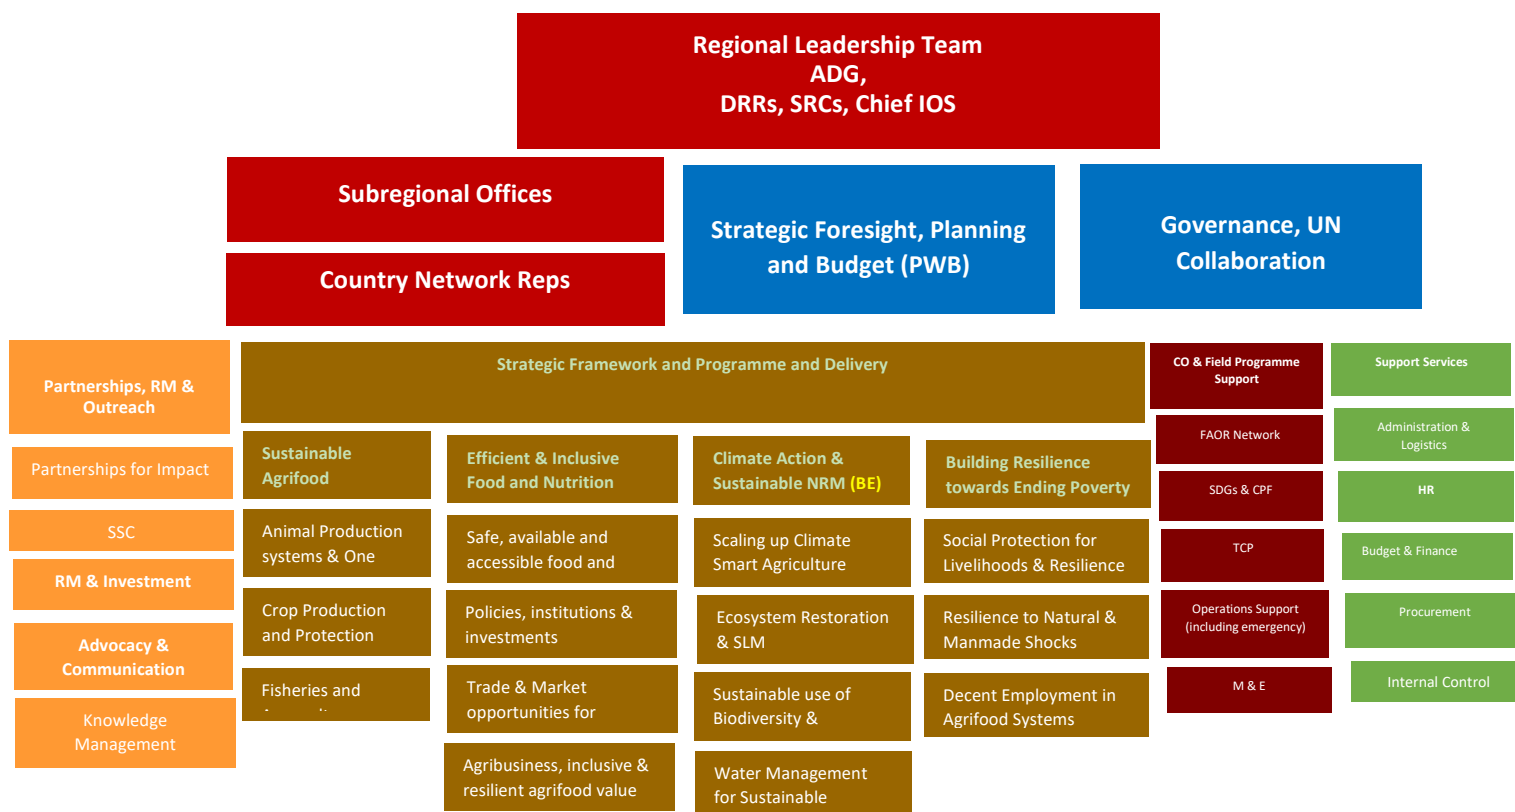 Regional Leadership Team
ADG,
DRRs, SRCs, Chief IOS
Subregional Offices
Country Network Reps
Strategic Foresight, Planning
and Budget (PWB)
Governance, UN
Collaboration
Partnerships, RM &
Outreach
Partnerships for Impact
SSC
RM & Investment
Advocacy &
Communication
Knowledge
Management
Strategic Framework and Programme and Delivery
Sustainable
Agrifood
Animal Production
systems & One
Crop Production
and Protection
Fisheries and
Efficient & Inclusive
Food and Nutrition
Safe, available and
accessible food and
Policies, institutions &
investments
Trade & Market
opportunities for
Agribusiness, inclusive &
resilient agrifood value
Climate Action &
Sustainable NRM (BE)
Scaling up Climate
Smart Agriculture
Ecosystem Restoration
& SLM
Sustainable use of
Biodiversity &
Water Management
for Sustainable
Building Resilience
towards Ending Poverty
Social Protection for
Livelihoods & Resilience
Resilience to Natural &
Manmade Shocks
Decent Employment in
Agrifood Systems
CO & Field Programme
Support
FAOR Network
SDGs & CPF
TCP
Operations Support
(including emergency)
M & E
Support Services
Administration &
Logistics
HR
Budget & Finance
Procurement
Internal Control